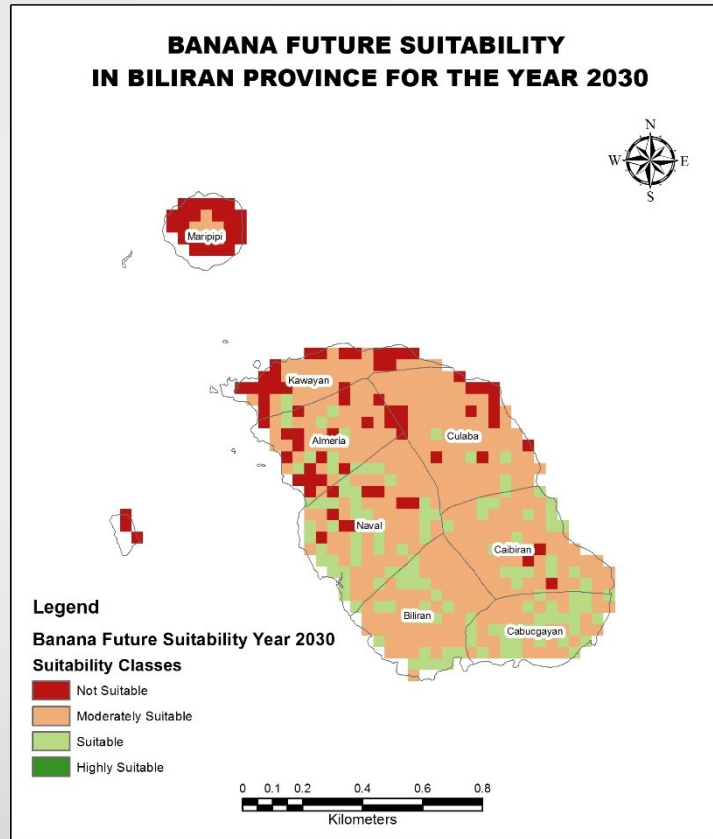 BANANA FUTURE SUITABILITY
IN BILIRAN PROVINCE FOR THE YEAR 2030
N
W E
S
Maripipi
Kawayan
Almeria
Culaba
Naval
Caibiran
Biliran
Cabucgayan
Legend
Banana Future Suitability Year 2030
Suitability Classes
Not Suitable
Moderately Suitable
Suitable
Highly Suitable
0 0.1 0.2 0.4 0.6 0.8
Kilometers